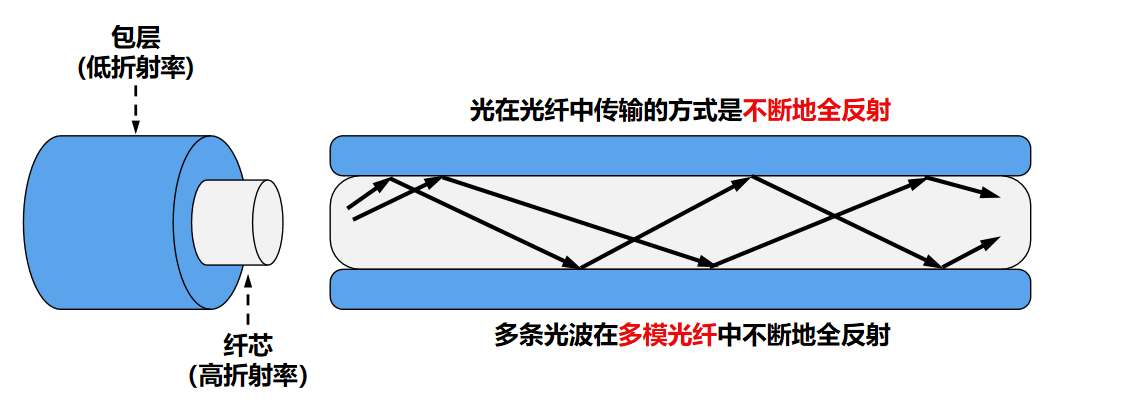 包层
(低折射率)
光在光纤中传输的方式是不断地全反射
纤芯
(高折射率)
多条光波在多模光纤中不断地全反射